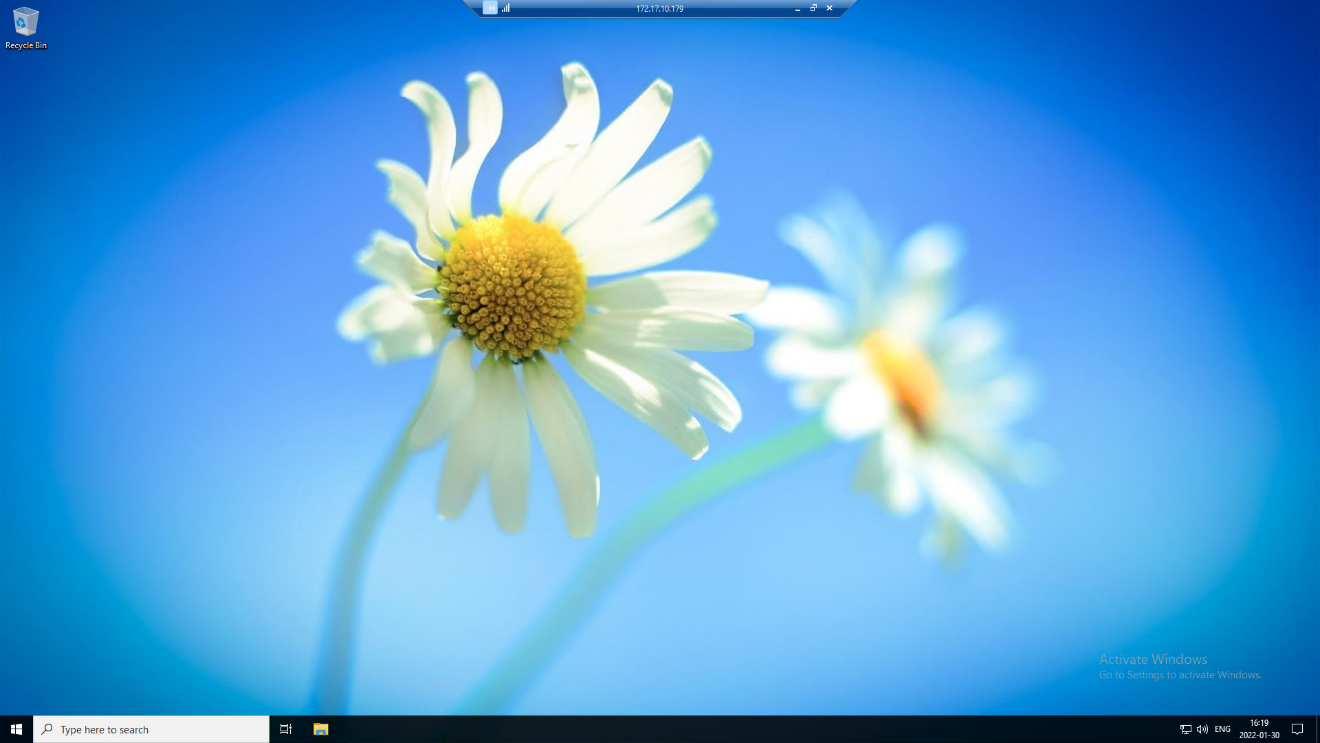 172.17.10.179
Recycle Bin
Activate Windows
Go to Settings to activate Windows.
Type here to search
ENG
16:19
2022-01-30